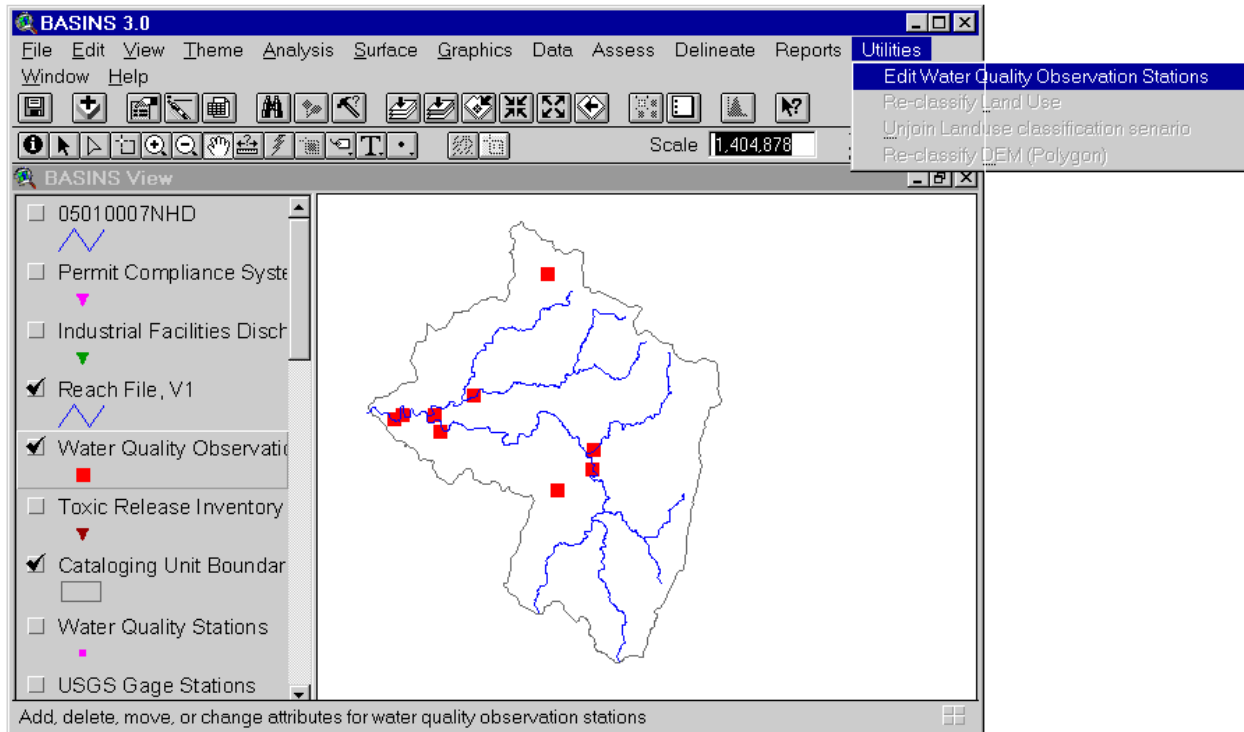 BASINS 3.0
File Edit View Theme Analysis Surface Graphics Data Assess Delineate Reports Utilities
Window Help
Edit Water Quality Observation Stations
Re-classify Land Use
Unjoin Landuse classification senario
Re-classify DEM (Polygon)
Scale 1,404,878
BASINS View
05010007NHD
Permit Compliance Syste
Industrial Facilities Disch
Reach File, V1
Water Quality Observatio
Toxic Release Inventory
Cataloging Unit Boundar
Water Quality Stations
USGS Gage Stations
Add, delete, move, or change attributes for water quality observation stations